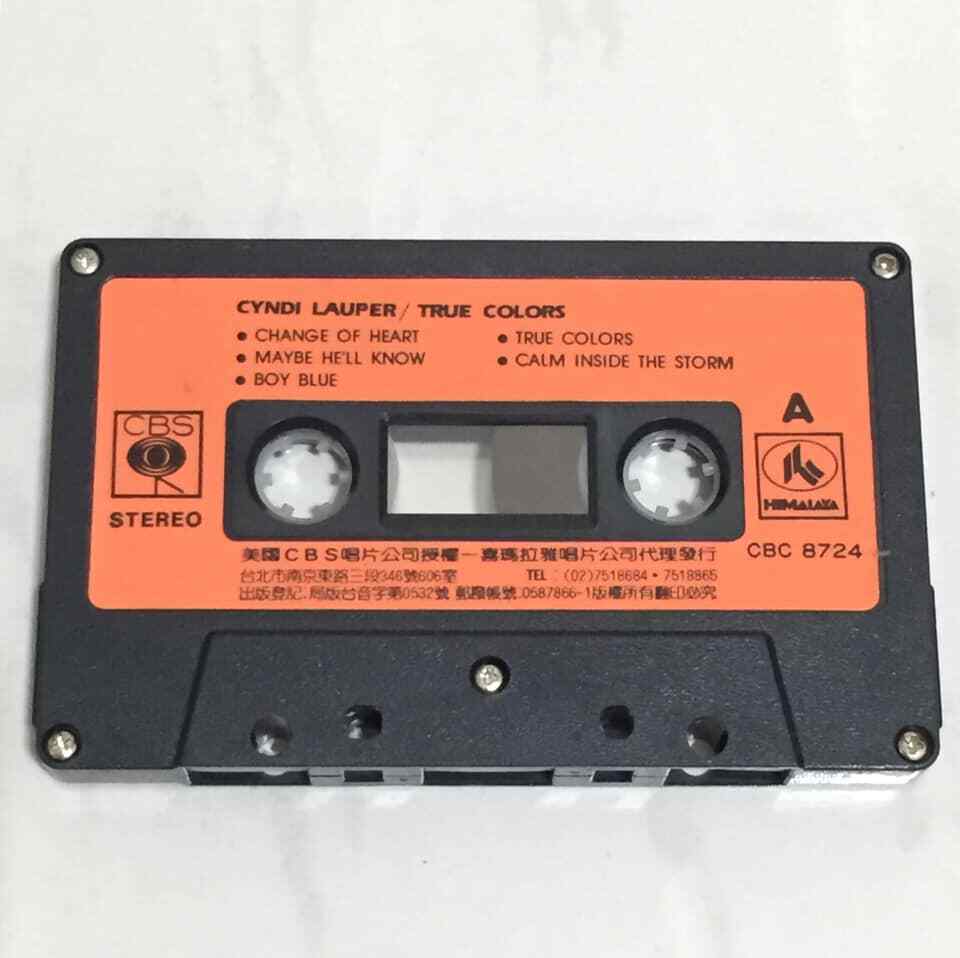 CYNDI LAUPER / TRUE COLORS
● CHANGE OF HEART ● TRUE COLORS
● MAYBE HE'LL KNOW ● CALM INSIDE THE STORM
● BOY BLUE
CBS
STEREO
A
HIMALAYA
CBC 8724
美國CBS唱片公司授權—喜瑪拉雅唱片公司代理發行
台北市南京東路三段346號606室 TEL:(02)7518684・7518865
出版登記.局版台音字第0532號 郵撥帳號.0587866-1版權所有翻印必究